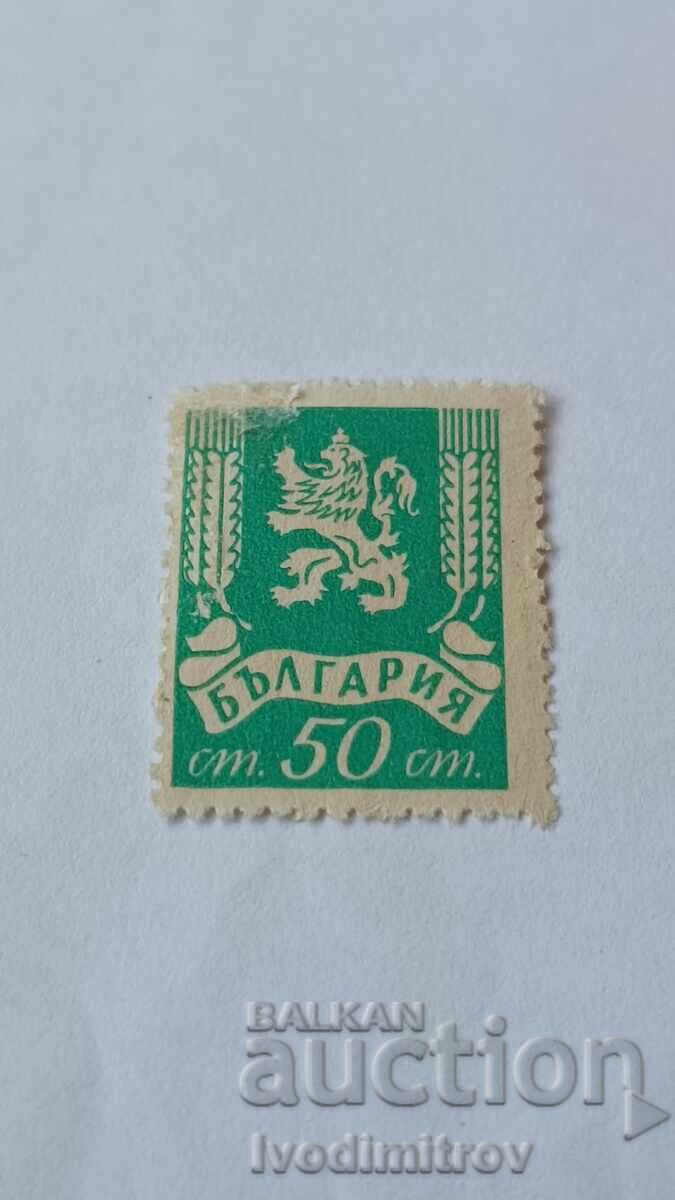 БЪЛГАРИЯ
ст. 50 ст.
BALKAN
auction
Ivodimitrov